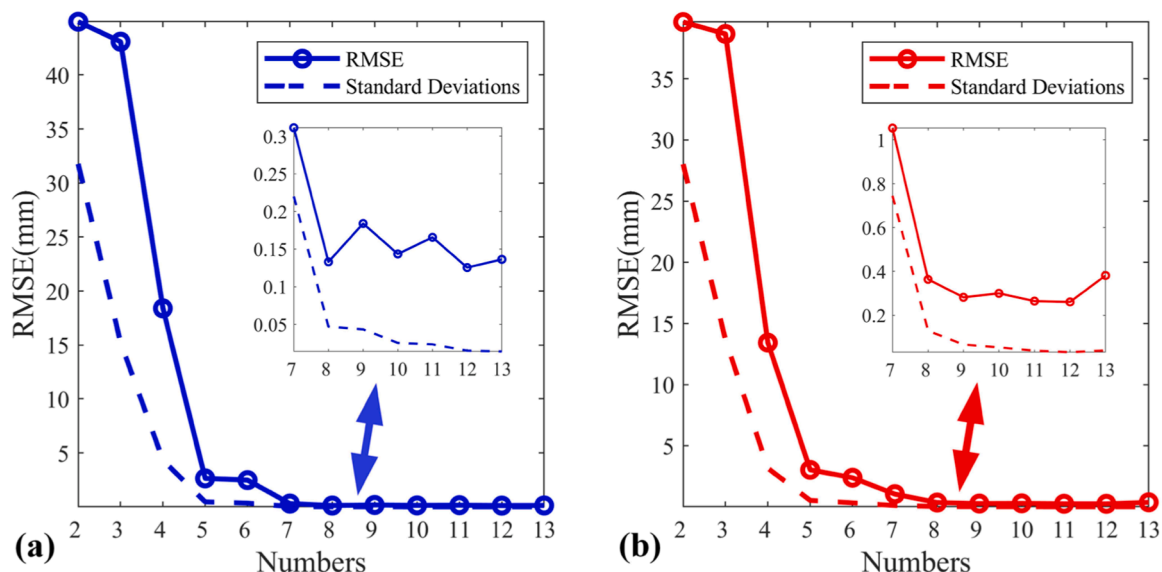 RMSE(mm)
40
35
30
25
20
15
10
5
RMSE
Standard Deviations
0.3
0.25
0.2
0.15
0.1
0.05
7 8 9 10 11 12 13
2 3 4 5 6 7 8 9 10 11 12 13
Numbers
(a)
RMSE(mm)
35
30
25
20
15
10
5
RMSE
Standard Deviations
1
0.8
0.6
0.4
0.2
7 8 9 10 11 12 13
2 3 4 5 6 7 8 9 10 11 12 13
Numbers
(b)